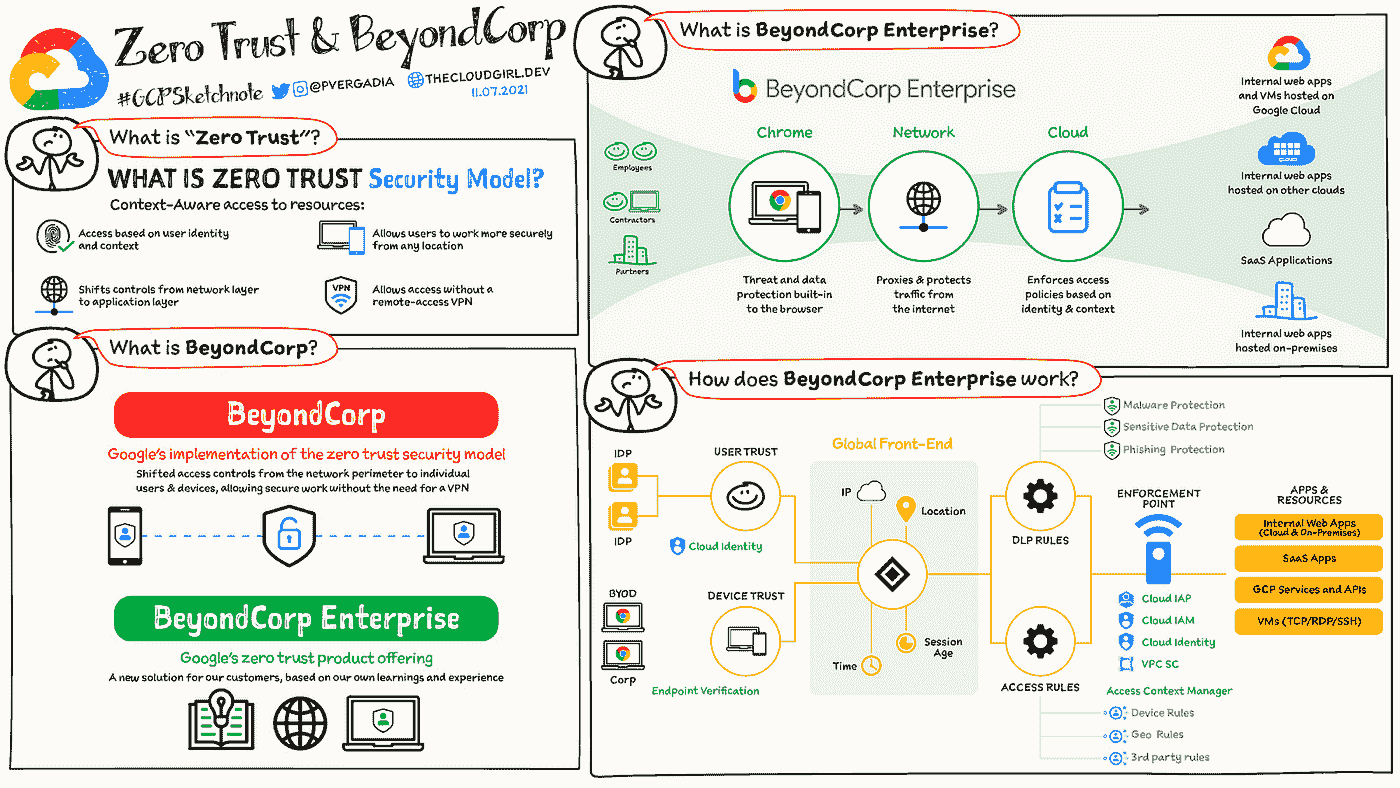 Zero Trust & BeyondCorp
#GCPSketchnote
@PVERGADIA
THECLOUDGIRL.DEV
11.07.2021
What is "Zero Trust"?
WHAT IS ZERO TRUST Security Model?
Context-Aware access to resources:
Access based on user identity
and context
Allows users to work more securely
from any location
Shifts controls from network layer
to application layer
VPN
Allows access without a
remote-access VPN
What is BeyondCorp?
BeyondCorp
Google's implementation of the zero trust security model
Shifted access controls from the network perimeter to individual
users & devices, allowing secure work without the need for a VPN
BeyondCorp Enterprise
Google's zero trust product offering
A new solution for our customers, based on our own learnings and experience
What is BeyondCorp Enterprise?
BeyondCorp Enterprise
Employees
Contractors
Partners
Chrome
Threat and data
protection built-in
to the browser
Network
Proxies & protects
traffic from
the internet
Cloud
Enforces access
policies based on
identity & context
Internal web apps
and VMs hosted on
Google Cloud
CLOUD
Internal web apps
hosted on other clouds
SaaS Applications
Internal web apps
hosted on-premises
How does BeyondCorp Enterprise work?
IDP
IDP
USER TRUST
Cloud Identity
BYOD
Corp
DEVICE TRUST
Endpoint Verification
Global Front-End
IP
Location
Time
Session
Age
Malware Protection
Sensitive Data Protection
Phishing Protection
DLP RULES
ACCESS RULES
ENFORCEMENT
POINT
Cloud IAP
Cloud IAM
Cloud Identity
VPC SC
Access Context Manager
Device Rules
Geo Rules
3rd party rules
APPS &
RESOURCES
Internal Web Apps
(Cloud & On-Premises)
SaaS Apps
GCP Services and APIs
VMs (TCP/RDP/SSH)